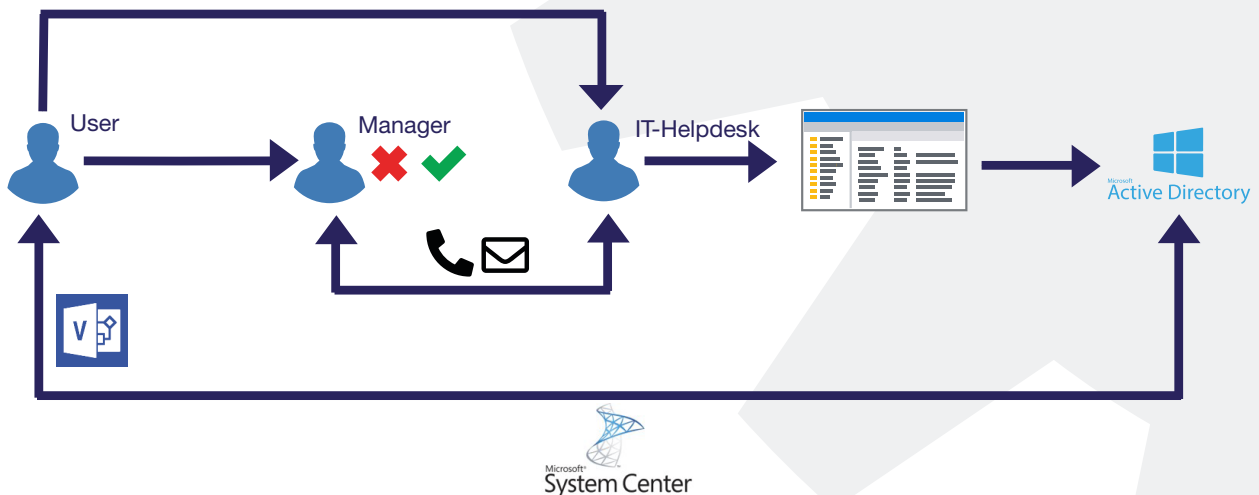 User
Manager
IT-Helpdesk
Microsoft
Active Directory
V
Microsoft®
System Center